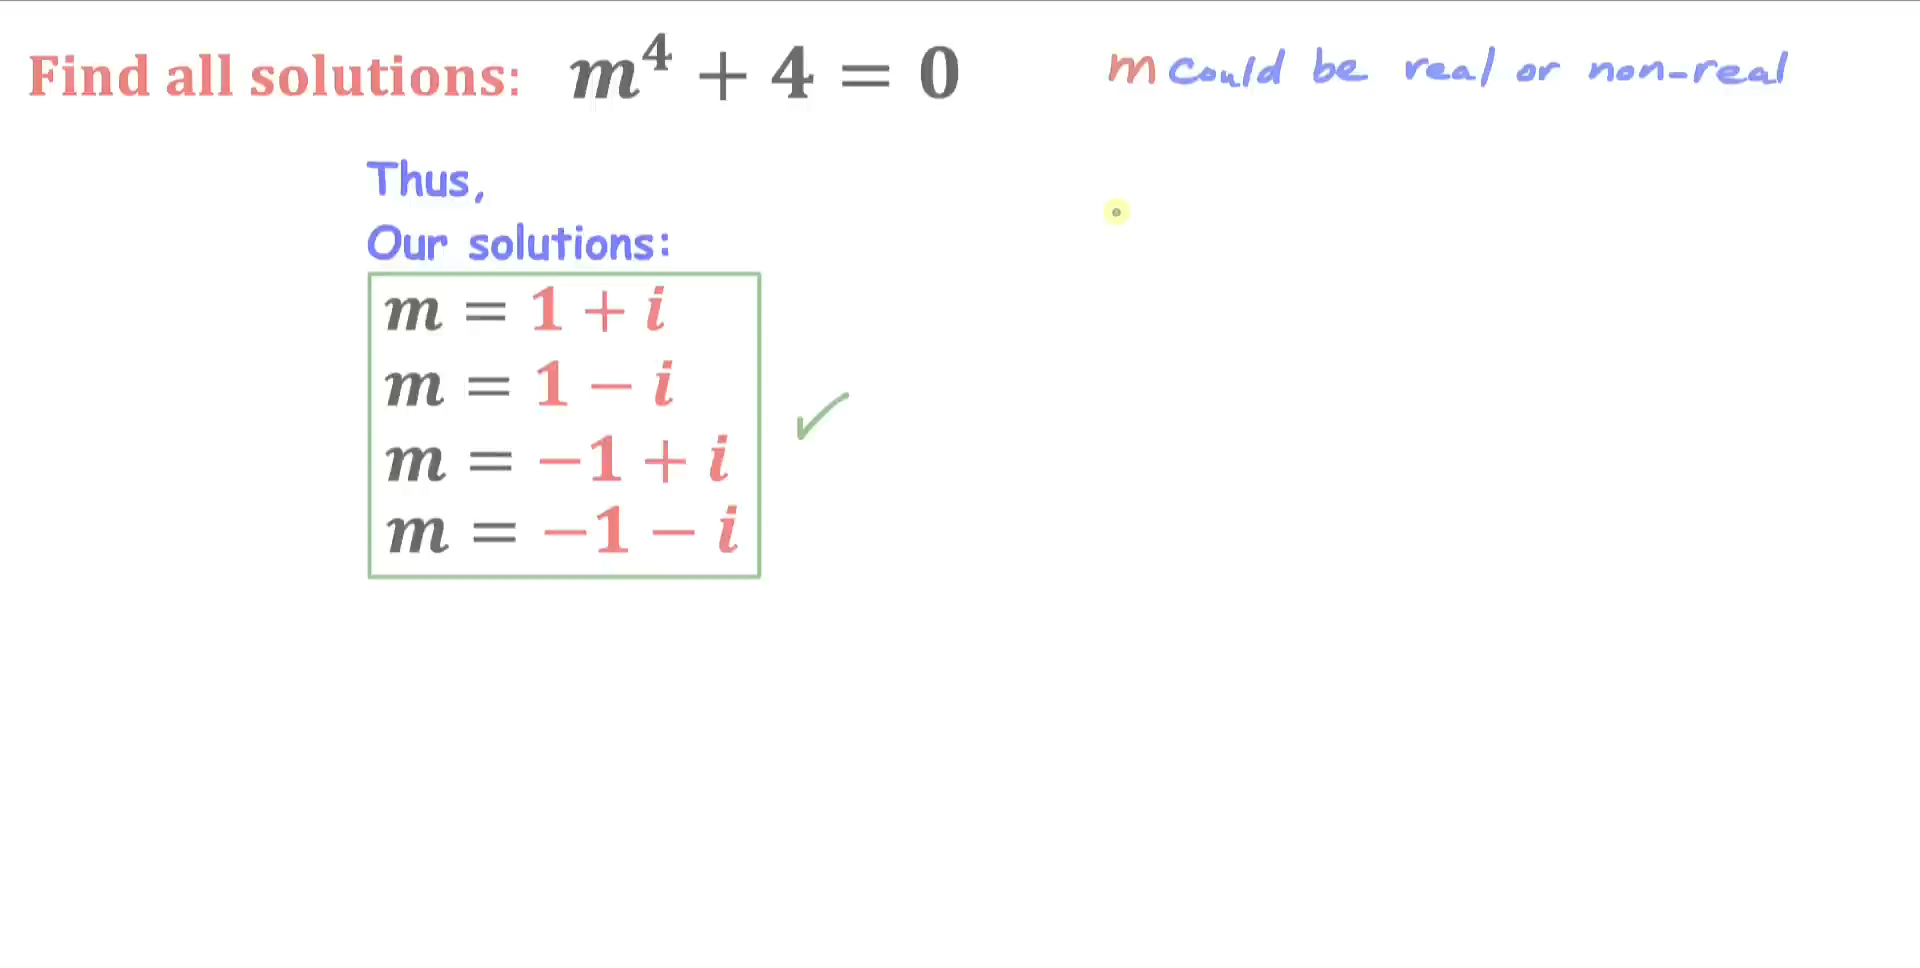 Find all solutions: m⁴ + 4 = 0 m could be real or non-real
Thus,
Our solutions:
m = 1 + i
m = 1 − i
m = −1 + i
m = −1 − i